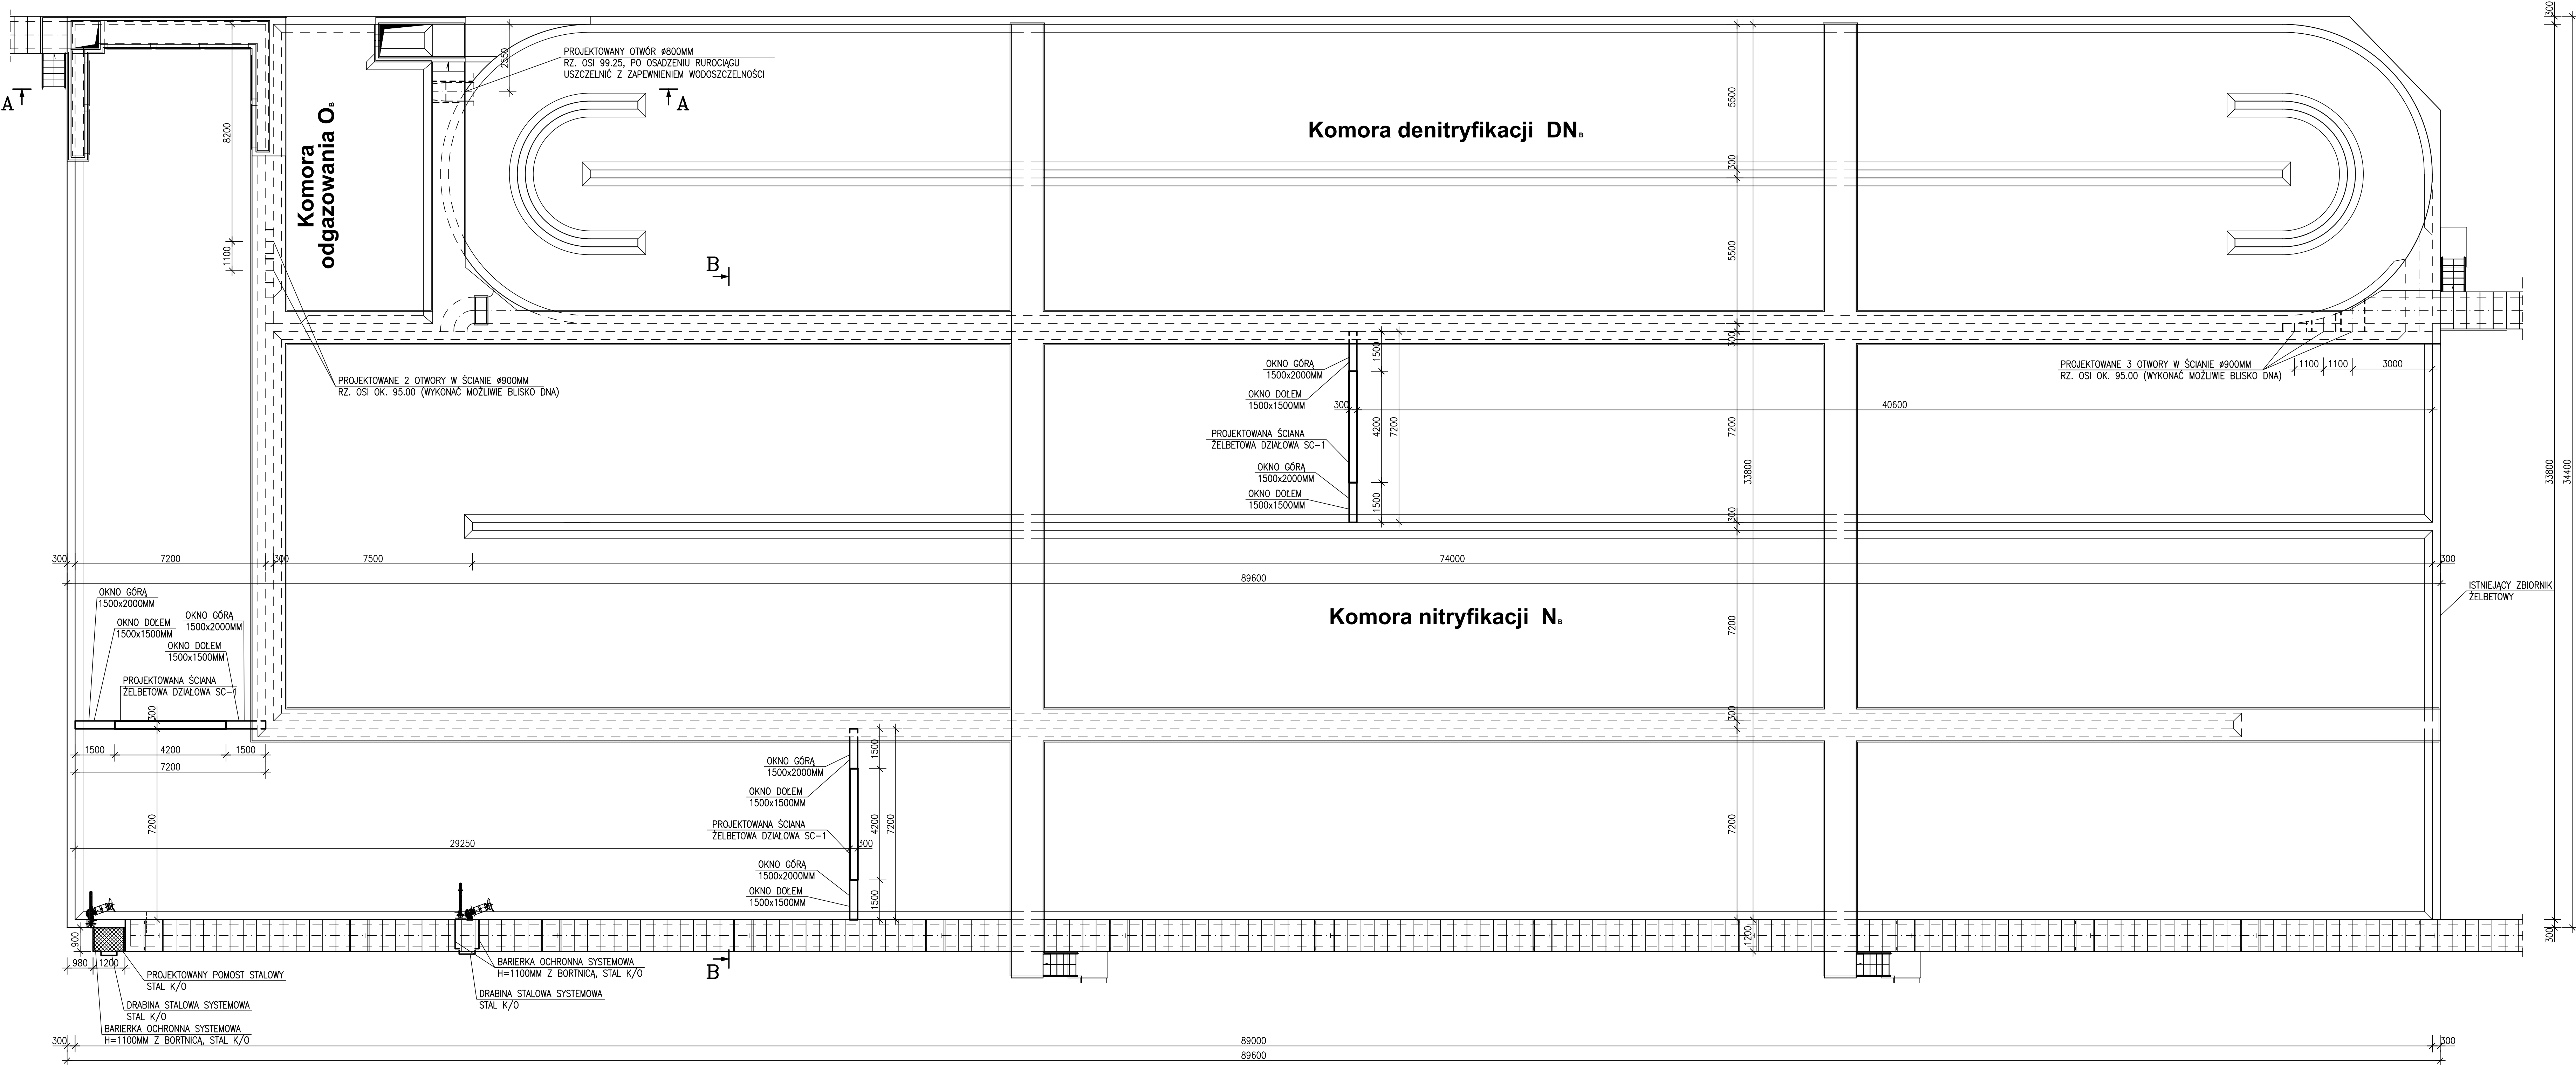 A
A
PROJEKTOWANY OTWÓR ø800MM
RZ. OSI 99.25, PO OSADZENIU RUROCIĄGU
USZCZELNIĆ Z ZAPEWNIENIEM WODOSZCZELNOŚCI
2550
8200
1100
Komora
odgazowania OB
Komora denitryfikacji DNB
5500
300
5500
300
B
PROJEKTOWANE 2 OTWORY W ŚCIANIE ø900MM
RZ. OSI OK. 95.00 (WYKONAĆ MOŻLIWIE BLISKO DNA)
OKNO GÓRĄ
1500x2000MM
OKNO DOŁEM
1500x1500MM
PROJEKTOWANA ŚCIANA
ŻELBETOWA DZIAŁOWA SC-1
OKNO GÓRĄ
1500x2000MM
OKNO DOŁEM
1500x1500MM
1500
4200
7200
1500
300
40600
PROJEKTOWANE 3 OTWORY W ŚCIANIE ø900MM
RZ. OSI OK. 95.00 (WYKONAĆ MOŻLIWIE BLISKO DNA)
1100
1100
3000
7200
33800
300
300
33800
34400
300
300
7200
300
7500
74000
300
89600
ISTNIEJĄCY ZBIORNIK
ŻELBETOWY
Komora nitryfikacji NB
7200
300
7200
1200
OKNO GÓRĄ
1500x2000MM
OKNO DOŁEM
1500x1500MM
OKNO GÓRĄ
1500x2000MM
OKNO DOŁEM
1500x1500MM
PROJEKTOWANA ŚCIANA
ŻELBETOWA DZIAŁOWA SC-1
300
1500
4200
1500
7200
7200
OKNO GÓRĄ
1500x2000MM
OKNO DOŁEM
1500x1500MM
PROJEKTOWANA ŚCIANA
ŻELBETOWA DZIAŁOWA SC-1
OKNO GÓRĄ
1500x2000MM
OKNO DOŁEM
1500x1500MM
1500
4200
7200
1500
29250
300
900
980
1200
PROJEKTOWANY POMOST STALOWY
STAL K/O
DRABINA STALOWA SYSTEMOWA
STAL K/O
BARIERKA OCHRONNA SYSTEMOWA
H=1100MM Z BORTNICĄ, STAL K/O
BARIERKA OCHRONNA SYSTEMOWA
H=1100MM Z BORTNICĄ, STAL K/O
DRABINA STALOWA SYSTEMOWA
STAL K/O
B
300
89000
300
89600